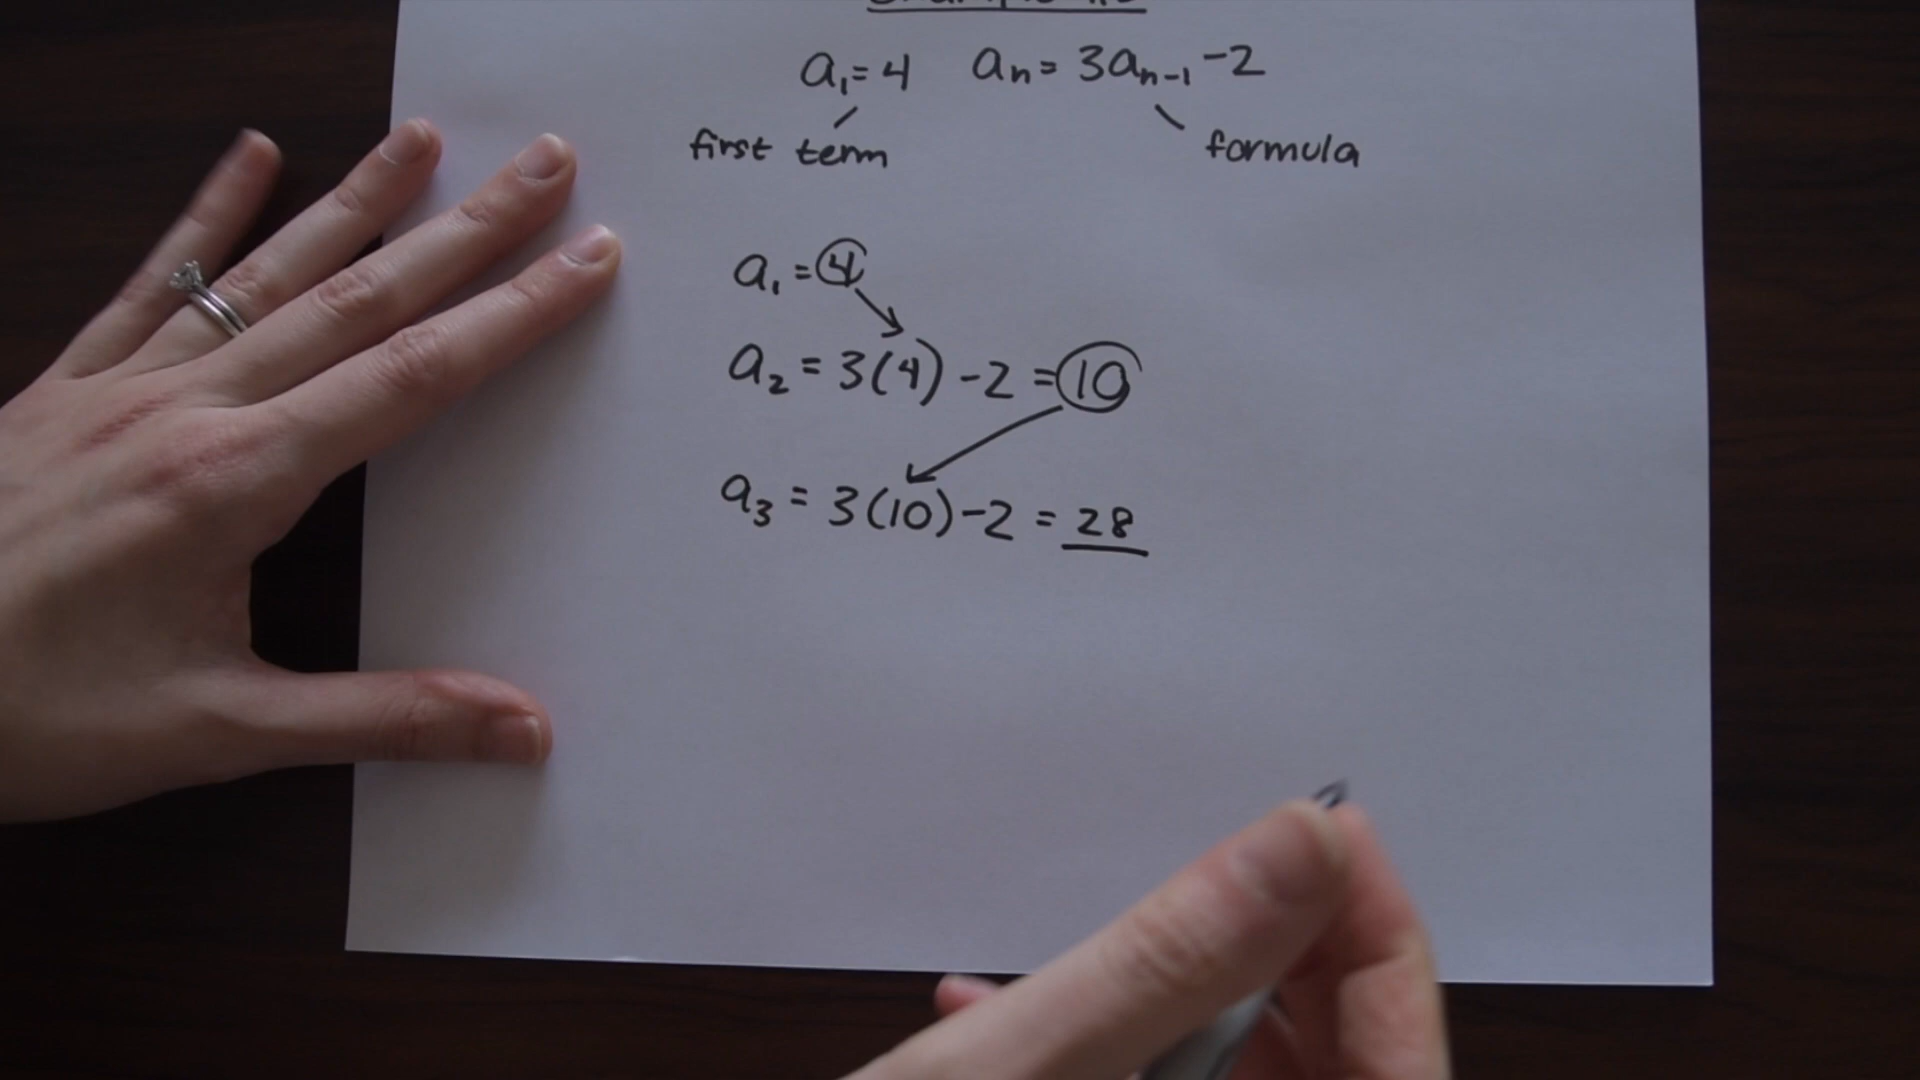 a₁ = 4 aₙ = 3aₙ₋₁ - 2
first term formula
a₁ = 4
a₂ = 3(4) - 2 = 10
a₃ = 3(10) - 2 = 28